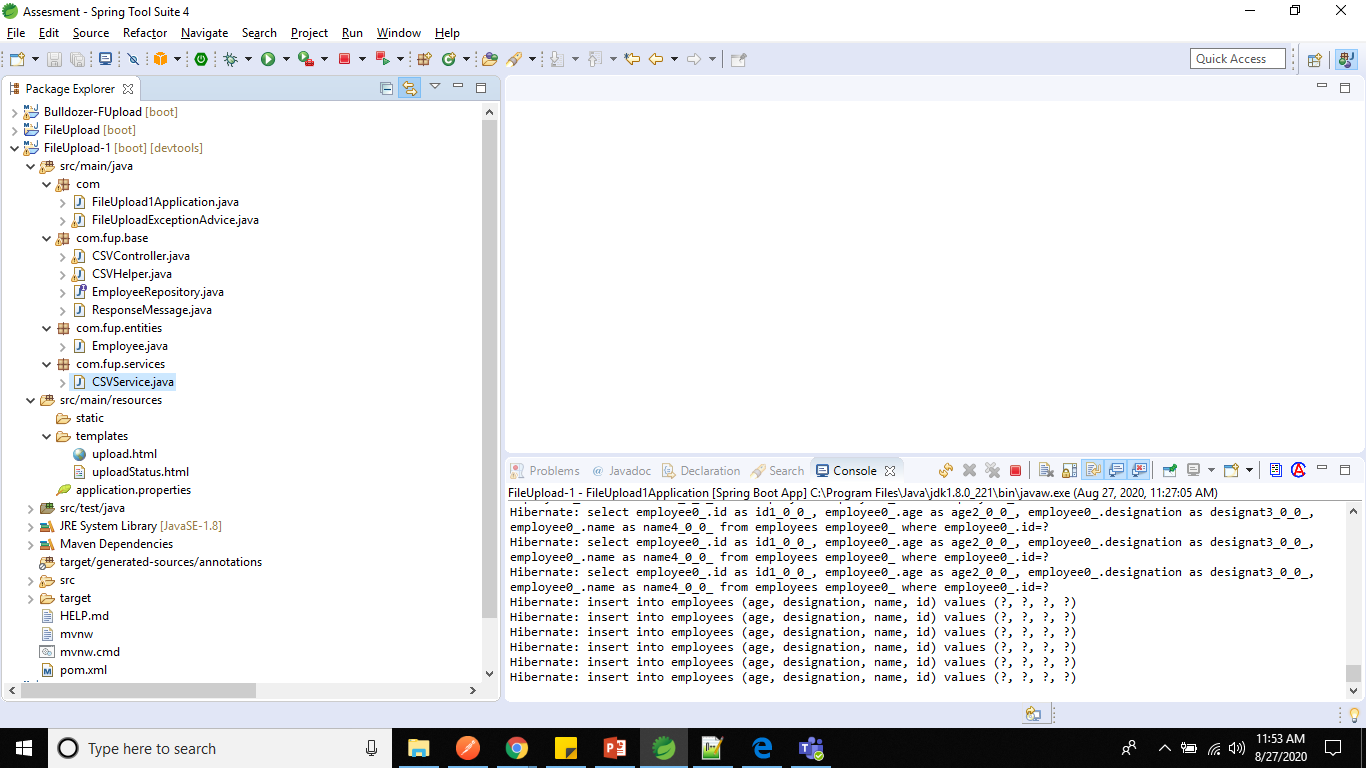 Assesment - Spring Tool Suite 4
File Edit Source Refactor Navigate Search Project Run Window Help
Quick Access
Package Explorer
Bulldozer-FUpload [boot]
FileUpload [boot]
FileUpload-1 [boot] [devtools]
src/main/java
com
FileUpload1Application.java
FileUploadExceptionAdvice.java
com.fup.base
CSVController.java
CSVHelper.java
EmployeeRepository.java
ResponseMessage.java
com.fup.entities
Employee.java
com.fup.services
CSVService.java
src/main/resources
static
templates
upload.html
uploadStatus.html
application.properties
src/test/java
JRE System Library [JavaSE-1.8]
Maven Dependencies
target/generated-sources/annotations
src
target
HELP.md
mvnw
mvnw.cmd
pom.xml
Problems @ Javadoc Declaration Search Console
FileUpload-1 - FileUpload1Application [Spring Boot App] C:\Program Files\Java\jdk1.8.0_221\bin\javaw.exe (Aug 27, 2020, 11:27:05 AM)
Hibernate: select employee0_.id as id1_0_0_, employee0_.age as age2_0_0_, employee0_.designation as designat3_0_0_,
employee0_.name as name4_0_0_ from employees employee0_ where employee0_.id=?
Hibernate: select employee0_.id as id1_0_0_, employee0_.age as age2_0_0_, employee0_.designation as designat3_0_0_,
employee0_.name as name4_0_0_ from employees employee0_ where employee0_.id=?
Hibernate: select employee0_.id as id1_0_0_, employee0_.age as age2_0_0_, employee0_.designation as designat3_0_0_,
employee0_.name as name4_0_0_ from employees employee0_ where employee0_.id=?
Hibernate: insert into employees (age, designation, name, id) values (?, ?, ?, ?)
Hibernate: insert into employees (age, designation, name, id) values (?, ?, ?, ?)
Hibernate: insert into employees (age, designation, name, id) values (?, ?, ?, ?)
Hibernate: insert into employees (age, designation, name, id) values (?, ?, ?, ?)
Hibernate: insert into employees (age, designation, name, id) values (?, ?, ?, ?)
Hibernate: insert into employees (age, designation, name, id) values (?, ?, ?, ?)
Type here to search
11:53 AM
8/27/2020